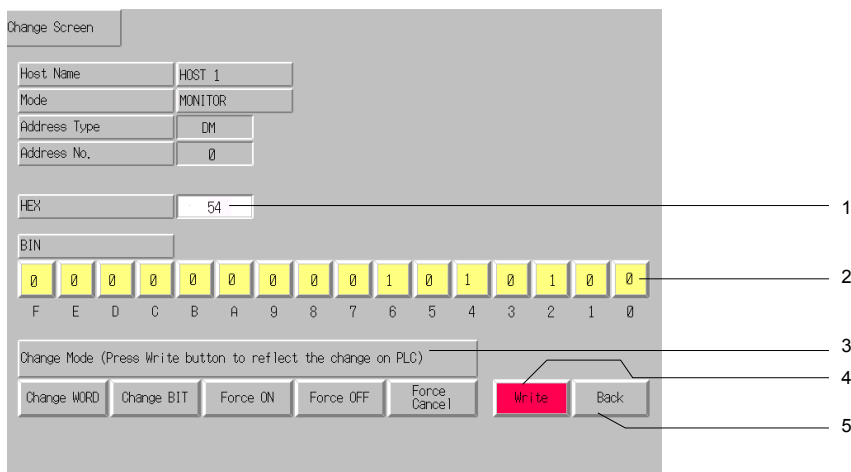 Change Screen
Host Name HOST 1
Mode MONITOR
Address Type DM
Address No. 0
HEX 54 1
BIN
0 0 0 0 0 0 0 0 0 1 0 1 0 1 0 0 2
F E D C B A 9 8 7 6 5 4 3 2 1 0
Change Mode (Press Write button to reflect the change on PLC) 3
4
Change WORD Change BIT Force ON Force OFF Force Cancel Write Back
5